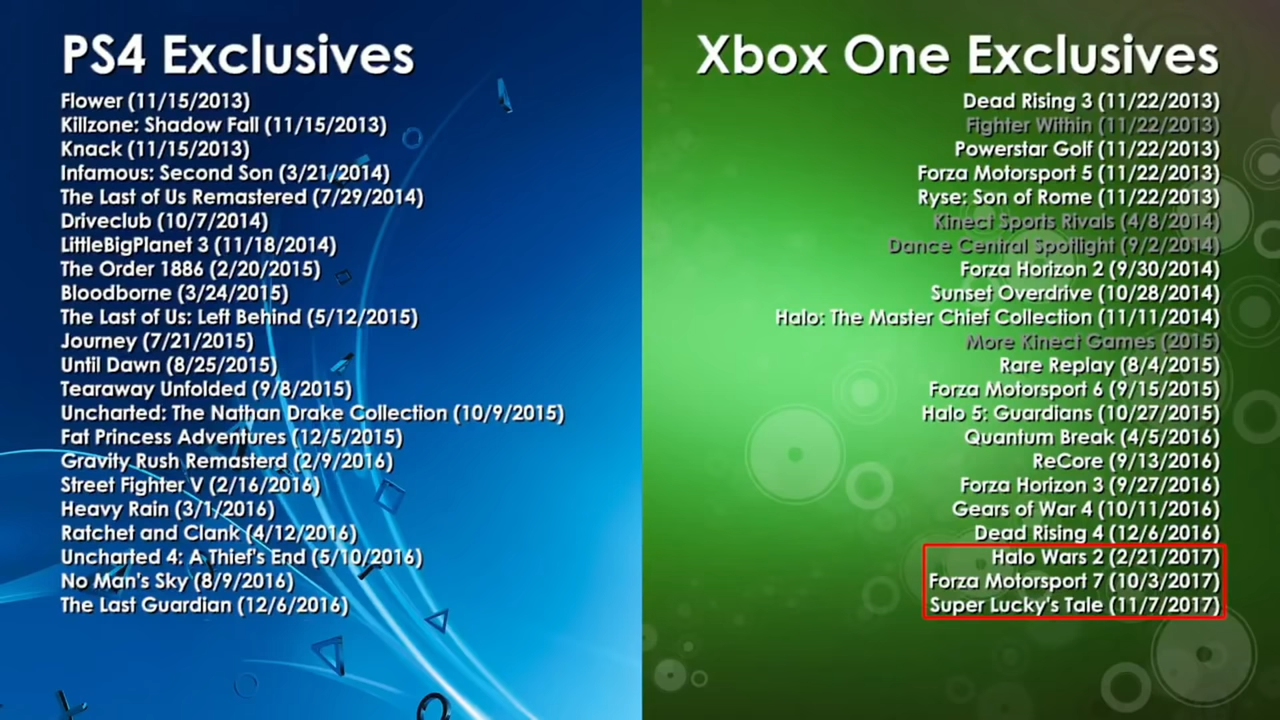 PS4 Exclusives
Flower (11/15/2013)
Killzone: Shadow Fall (11/15/2013)
Knack (11/15/2013)
Infamous: Second Son (3/21/2014)
The Last of Us Remastered (7/29/2014)
Driveclub (10/7/2014)
LittleBigPlanet 3 (11/18/2014)
The Order 1886 (2/20/2015)
Bloodborne (3/24/2015)
The Last of Us: Left Behind (5/12/2015)
Journey (7/21/2015)
Until Dawn (8/25/2015)
Tearaway Unfolded (9/8/2015)
Uncharted: The Nathan Drake Collection (10/9/2015)
Fat Princess Adventures (12/5/2015)
Gravity Rush Remasterd (2/9/2016)
Street Fighter V (2/16/2016)
Heavy Rain (3/1/2016)
Ratchet and Clank (4/12/2016)
Uncharted 4: A Thief's End (5/10/2016)
No Man's Sky (8/9/2016)
The Last Guardian (12/6/2016)
Xbox One Exclusives
Dead Rising 3 (11/22/2013)
Fighter Within (11/22/2013)
Powerstar Golf (11/22/2013)
Forza Motorsport 5 (11/22/2013)
Ryse: Son of Rome (11/22/2013)
Kinect Sports Rivals (4/8/2014)
Dance Central Spotlight (9/2/2014)
Forza Horizon 2 (9/30/2014)
Sunset Overdrive (10/28/2014)
Halo: The Master Chief Collection (11/11/2014)
More Kinect Games (2015)
Rare Replay (8/4/2015)
Forza Motorsport 6 (9/15/2015)
Halo 5: Guardians (10/27/2015)
Quantum Break (4/5/2016)
ReCore (9/13/2016)
Forza Horizon 3 (9/27/2016)
Gears of War 4 (10/11/2016)
Dead Rising 4 (12/6/2016)
Halo Wars 2 (2/21/2017)
Forza Motorsport 7 (10/3/2017)
Super Lucky's Tale (11/7/2017)